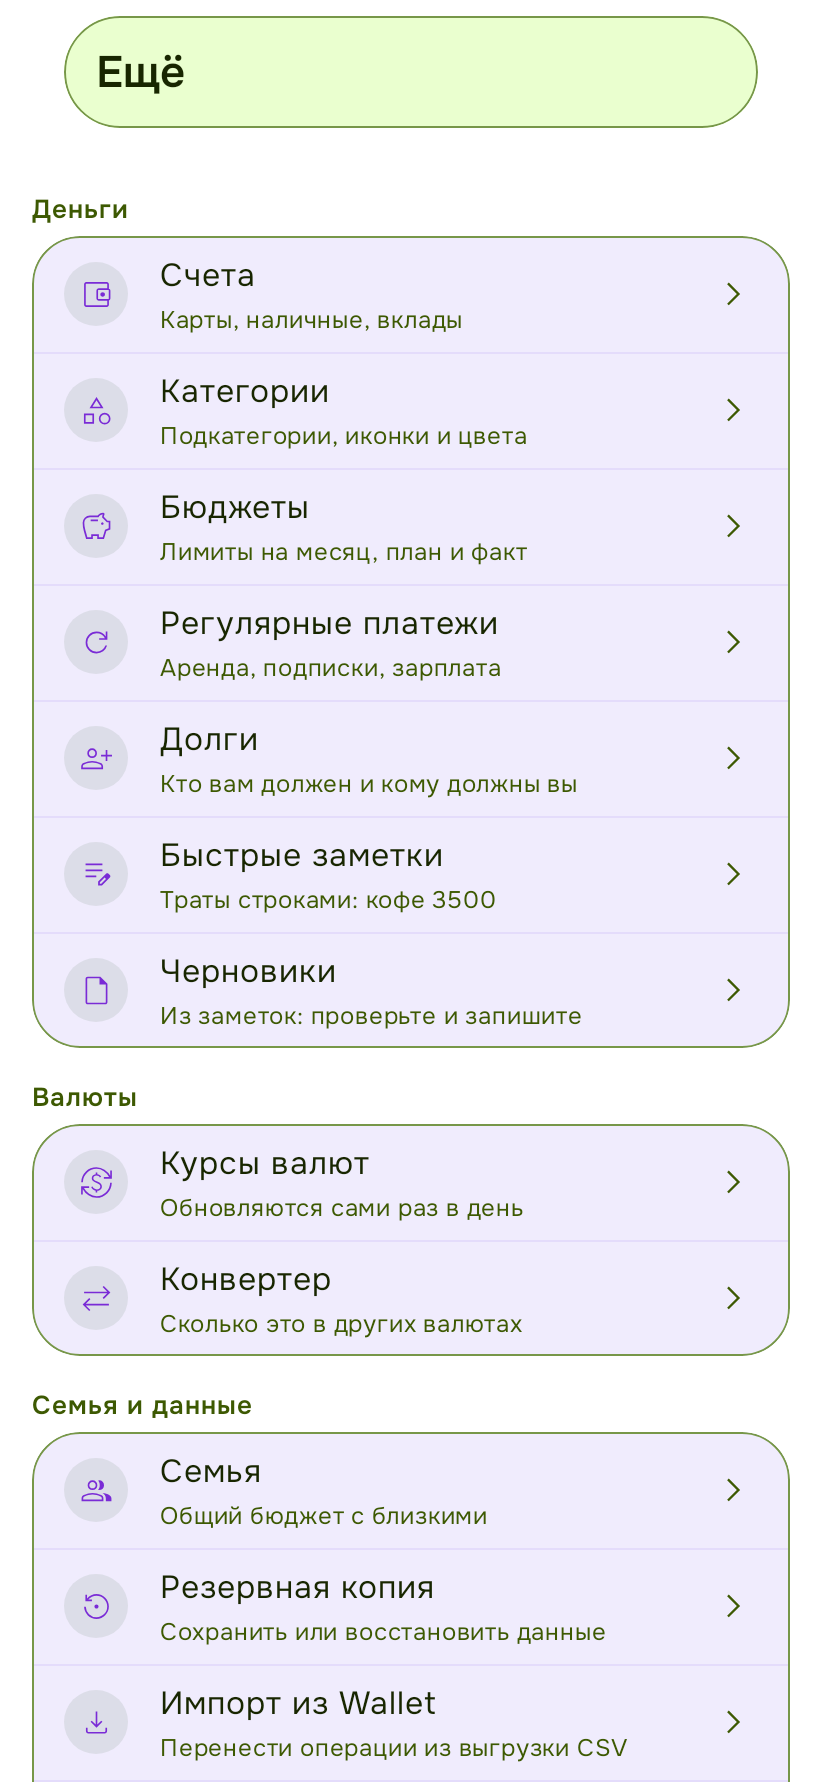 Ещё
Деньги
Счета
Карты, наличные, вклады
Категории
Подкатегории, иконки и цвета
Бюджеты
Лимиты на месяц, план и факт
Регулярные платежи
Аренда, подписки, зарплата
Долги
Кто вам должен и кому должны вы
Быстрые заметки
Траты строками: кофе 3500
Черновики
Из заметок: проверьте и запишите
Валюты
Курсы валют
Обновляются сами раз в день
Конвертер
Сколько это в других валютах
Семья и данные
Семья
Общий бюджет с близкими
Резервная копия
Сохранить или восстановить данные
Импорт из Wallet
Перенести операции из выгрузки CSV